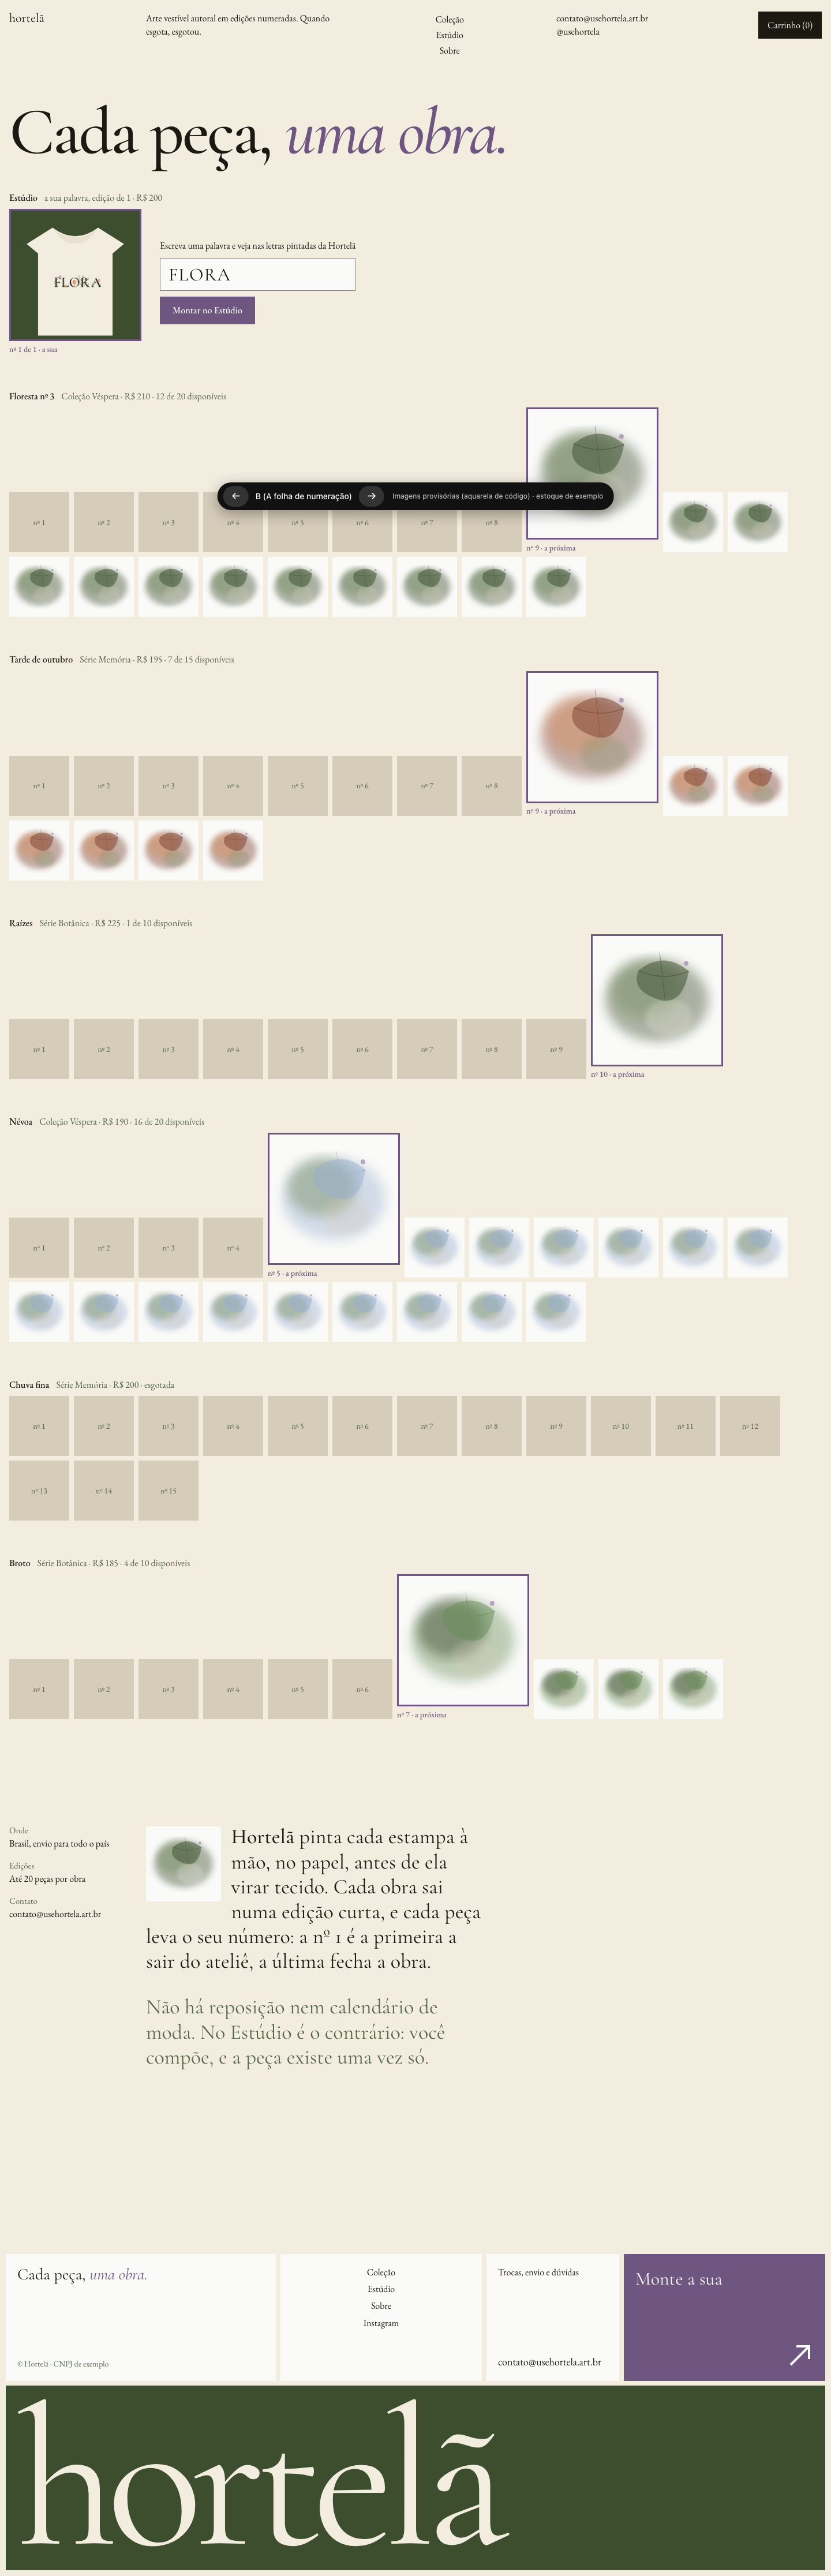 hortelã
Arte vestível autoral em edições numeradas. Quando
esgota, esgotou.
Coleção
Estúdio
Sobre
contato@usehortela.art.br
@usehortela
Carrinho (0)
Cada peça, uma obra.
Estúdio a sua palavra, edição de 1 · R$ 200
FLORA
Escreva uma palavra e veja nas letras pintadas da Hortelã
FLORA
Montar no Estúdio
nº 1 de 1 · a sua
Floresta nº 3 Coleção Véspera · R$ 210 · 12 de 20 disponíveis
B (A folha de numeração)
Imagens provisórias (aquarela de código) · estoque de exemplo
nº 1 nº 2 nº 3 nº 4 nº 5 nº 6 nº 7 nº 8
nº 9 · a próxima
Tarde de outubro Série Memória · R$ 195 · 7 de 15 disponíveis
nº 1 nº 2 nº 3 nº 4 nº 5 nº 6 nº 7 nº 8
nº 9 · a próxima
Raízes Série Botânica · R$ 225 · 1 de 10 disponíveis
nº 1 nº 2 nº 3 nº 4 nº 5 nº 6 nº 7 nº 8 nº 9
nº 10 · a próxima
Névoa Coleção Véspera · R$ 190 · 16 de 20 disponíveis
nº 1 nº 2 nº 3 nº 4
nº 5 · a próxima
Chuva fina Série Memória · R$ 200 · esgotada
nº 1 nº 2 nº 3 nº 4 nº 5 nº 6 nº 7 nº 8 nº 9 nº 10 nº 11 nº 12
nº 13 nº 14 nº 15
Broto Série Botânica · R$ 185 · 4 de 10 disponíveis
nº 1 nº 2 nº 3 nº 4 nº 5 nº 6
nº 7 · a próxima
Onde
Brasil, envio para todo o país
Edições
Até 20 peças por obra
Contato
contato@usehortela.art.br
Hortelã pinta cada estampa à
mão, no papel, antes de ela
virar tecido. Cada obra sai
numa edição curta, e cada peça
leva o seu número: a nº 1 é a primeira a
sair do ateliê, a última fecha a obra.
Não há reposição nem calendário de
moda. No Estúdio é o contrário: você
compõe, e a peça existe uma vez só.
Cada peça, uma obra.
© Hortelã · CNPJ de exemplo
Coleção
Estúdio
Sobre
Instagram
Trocas, envio e dúvidas
contato@usehortela.art.br
Monte a sua
hortelã